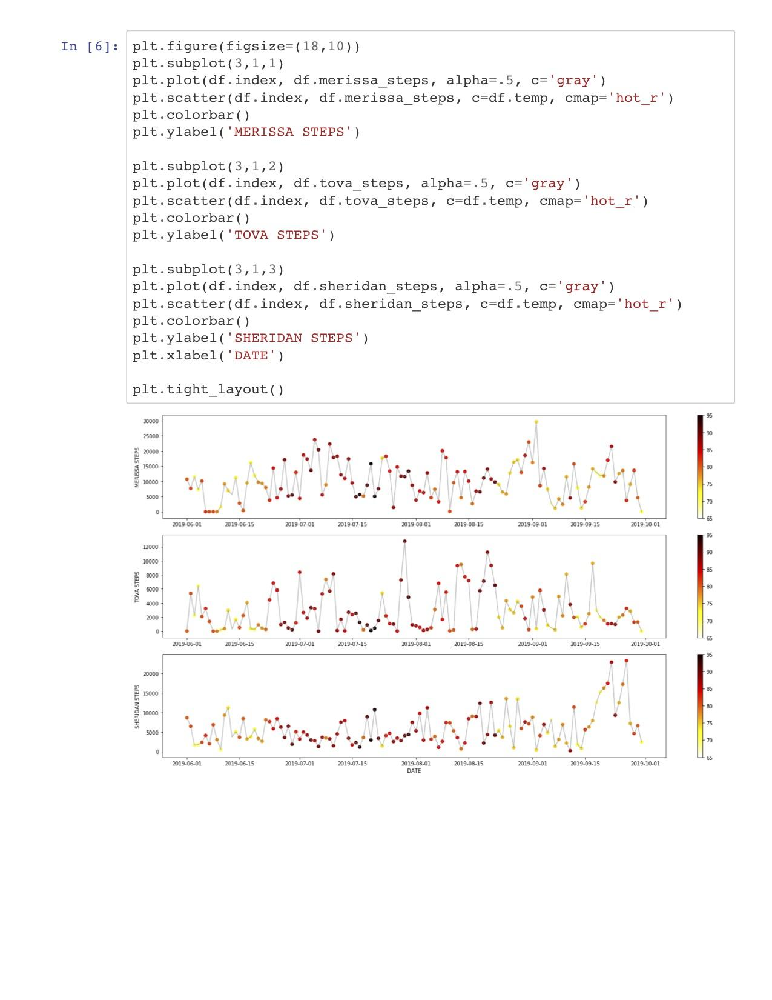 In [6]:
plt.figure(figsize=(18,10))
plt.subplot(3,1,1)
plt.plot(df.index, df.merissa_steps, alpha=.5, c='gray')
plt.scatter(df.index, df.merissa_steps, c=df.temp, cmap='hot_r')
plt.colorbar()
plt.ylabel('MERISSA STEPS')
plt.subplot(3,1,2)
plt.plot(df.index, df.tova_steps, alpha=.5, c='gray')
plt.scatter(df.index, df.tova_steps, c=df.temp, cmap='hot_r')
plt.colorbar()
plt.ylabel('TOVA STEPS')
plt.subplot(3,1,3)
plt.plot(df.index, df.sheridan_steps, alpha=.5, c='gray')
plt.scatter(df.index, df.sheridan_steps, c=df.temp, cmap='hot_r')
plt.colorbar()
plt.ylabel('SHERIDAN STEPS')
plt.xlabel('DATE')
plt.tight_layout()
MERISSA STEPS
30000
25000
20000
15000
10000
5000
0
2019-06-01 2019-06-15 2019-07-01 2019-07-15 2019-08-01 2019-08-15 2019-09-01 2019-09-15 2019-10-01
95
90
85
80
75
70
65
TOVA STEPS
12000
10000
8000
6000
4000
2000
0
2019-06-01 2019-06-15 2019-07-01 2019-07-15 2019-08-01 2019-08-15 2019-09-01 2019-09-15 2019-10-01
95
90
85
80
75
70
65
SHERIDAN STEPS
20000
15000
10000
5000
0
2019-06-01 2019-06-15 2019-07-01 2019-07-15 2019-08-01 2019-08-15 2019-09-01 2019-09-15 2019-10-01
DATE
95
90
85
80
75
70
65